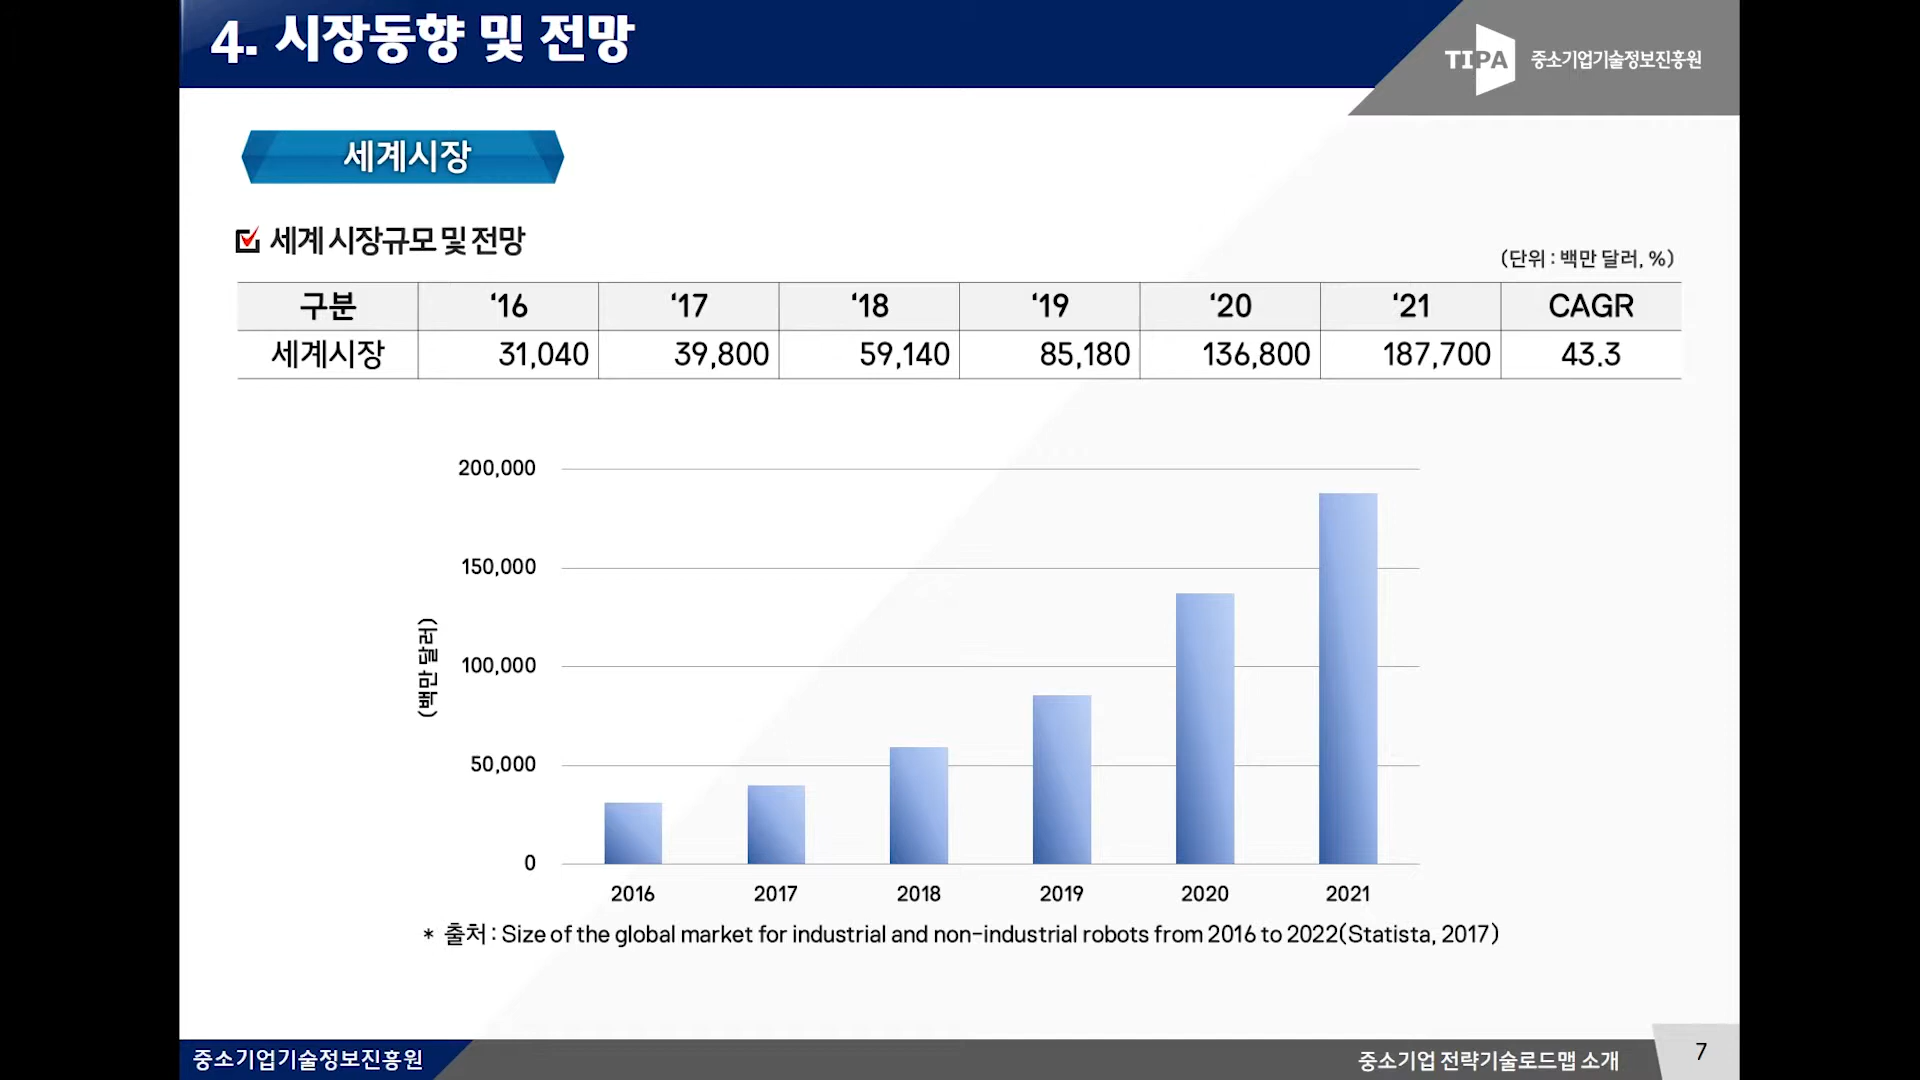 4. 시장동향 및 전망
TIPA 중소기업기술정보진흥원
세계시장
세계 시장규모 및 전망
(단위 : 백만 달러, %)
구분 ‘16 ‘17 ‘18 ‘19 ‘20 ‘21 CAGR
세계시장 31,040 39,800 59,140 85,180 136,800 187,700 43.3
(백만 달러)
200,000
150,000
100,000
50,000
0
2016 2017 2018 2019 2020 2021
* 출처 : Size of the global market for industrial and non-industrial robots from 2016 to 2022(Statista, 2017)
중소기업기술정보진흥원
중소기업 전략기술로드맵 소개
7